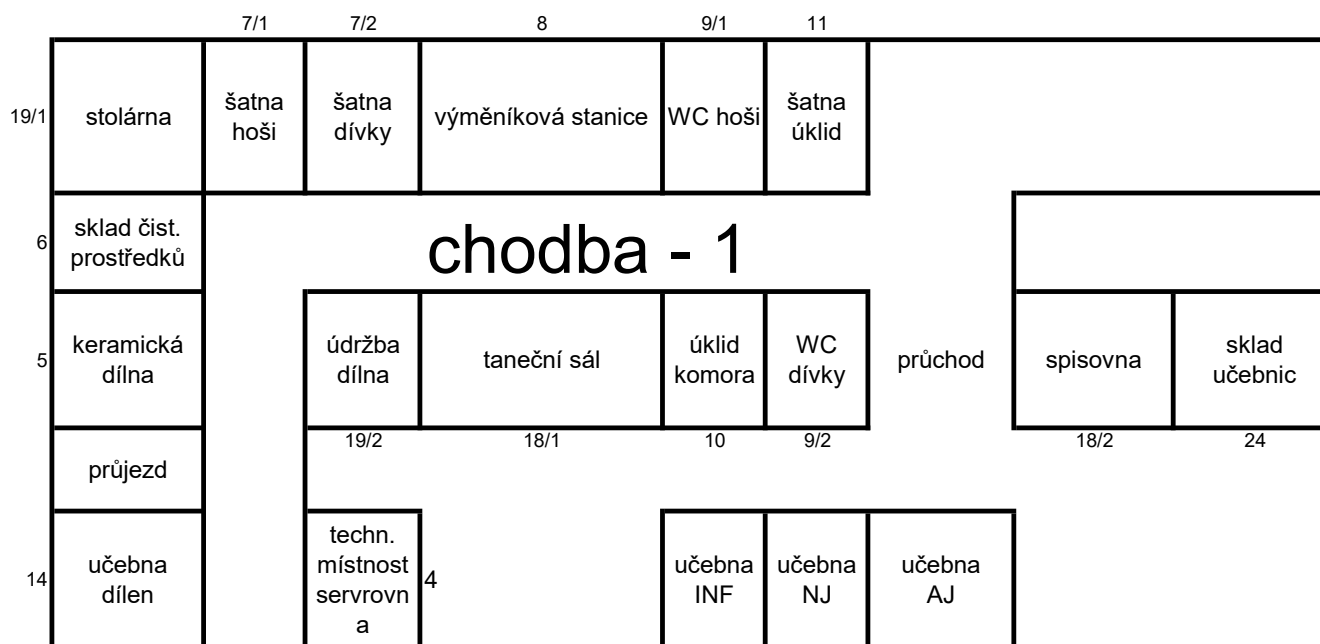 7/1 7/2 8 9/1 11
19/1 stolárna šatna hoši šatna dívky výměníková stanice WC hoši šatna úklid
6 sklad čist. prostředků
chodba - 1
5 keramická dílna údržba dílna taneční sál úklid komora WC dívky průchod spisovna sklad učebnic
19/2 18/1 10 9/2 18/2 24
průjezd
14 učebna dílen techn. místnost servrovn a 4 učebna INF učebna NJ učebna AJ